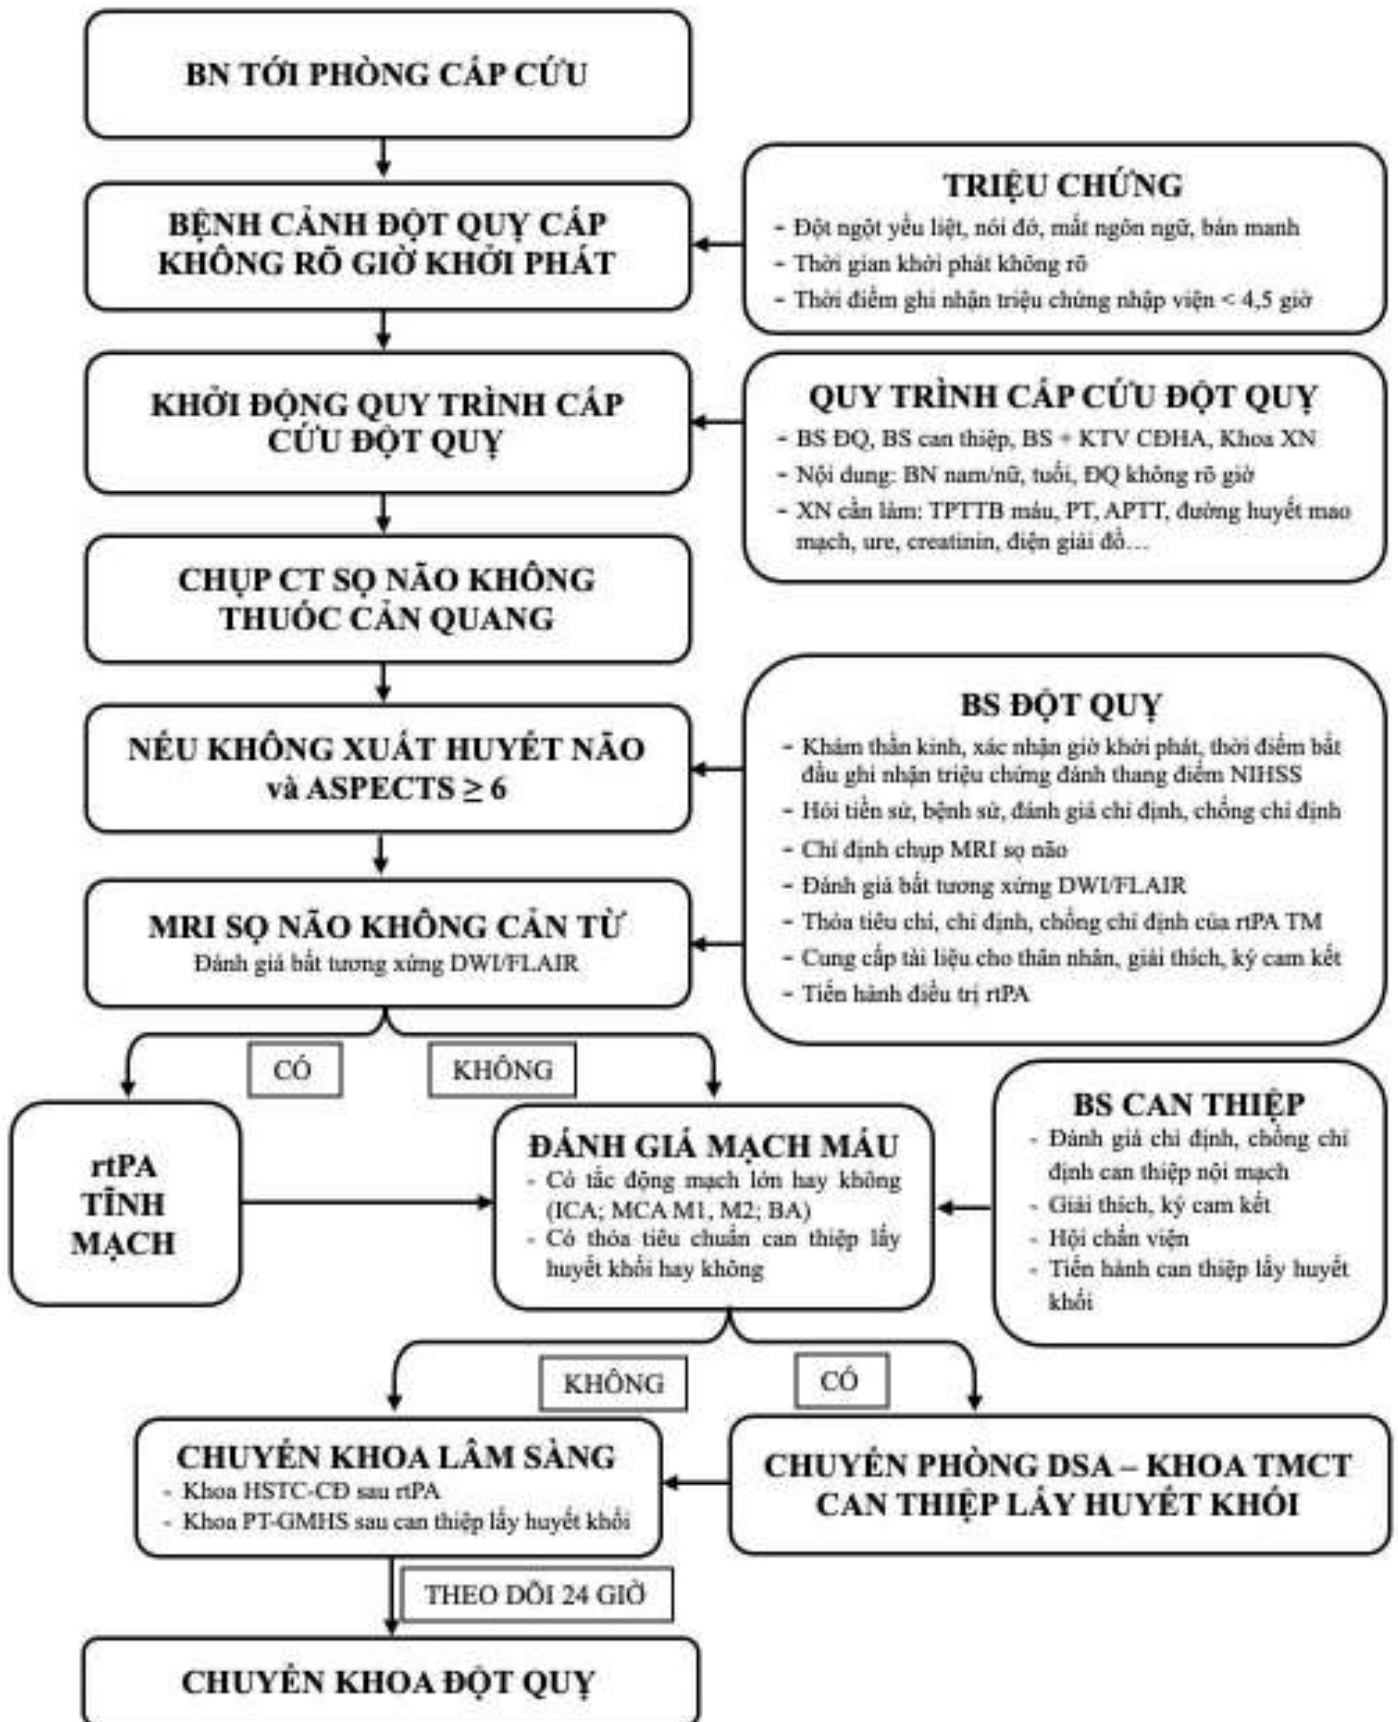 BN TỚI PHÒNG CẤP CỨU
BỆNH CẢNH ĐỘT QUỴ CẤP
KHÔNG RÕ GIỜ KHỞI PHÁT
TRIỆU CHỨNG
- Đột ngột yếu liệt, nói đớ, mất ngôn ngữ, bán manh
- Thời gian khởi phát không rõ
- Thời điểm ghi nhận triệu chứng nhập viện < 4,5 giờ
KHỞI ĐỘNG QUY TRÌNH CẤP
CỨU ĐỘT QUỴ
QUY TRÌNH CẤP CỨU ĐỘT QUỴ
- BS ĐQ, BS can thiệp, BS + KTV CĐHA, Khoa XN
- Nội dung: BN nam/nữ, tuổi, ĐQ không rõ giờ
- XN cần làm: TPTTB máu, PT, APTT, đường huyết mao
mạch, ure, creatinin, điện giải đồ...
CHỤP CT SỌ NÃO KHÔNG
THUỐC CẢN QUANG
NẾU KHÔNG XUẤT HUYẾT NÃO
và ASPECTS ≥ 6
BS ĐỘT QUỴ
- Khám thần kinh, xác nhận giờ khởi phát, thời điểm bắt
đầu ghi nhận triệu chứng đánh thang điểm NIHSS
- Hỏi tiền sử, bệnh sử, đánh giá chỉ định, chống chỉ định
- Chỉ định chụp MRI sọ não
- Đánh giá bất tương xứng DWI/FLAIR
- Thỏa tiêu chí, chỉ định, chống chỉ định của rtPA TM
- Cung cấp tài liệu cho thân nhân, giải thích, ký cam kết
- Tiến hành điều trị rtPA
MRI SỌ NÃO KHÔNG CẢN TỪ
Đánh giá bất tương xứng DWI/FLAIR
CÓ
KHÔNG
rtPA
TĨNH
MẠCH
ĐÁNH GIÁ MẠCH MÁU
- Có tắc động mạch lớn hay không
(ICA; MCA M1, M2; BA)
- Có thỏa tiêu chuẩn can thiệp lấy
huyết khối hay không
BS CAN THIỆP
- Đánh giá chỉ định, chống chỉ
định can thiệp nội mạch
- Giải thích, ký cam kết
- Hội chẩn viện
- Tiến hành can thiệp lấy huyết
khối
KHÔNG
CÓ
CHUYỂN KHOA LÂM SÀNG
- Khoa HSTC-CĐ sau rtPA
- Khoa PT-GMHS sau can thiệp lấy huyết khối
CHUYỂN PHÒNG DSA – KHOA TMCT
CAN THIỆP LẤY HUYẾT KHỐI
THEO DÕI 24 GIỜ
CHUYỂN KHOA ĐỘT QUỴ